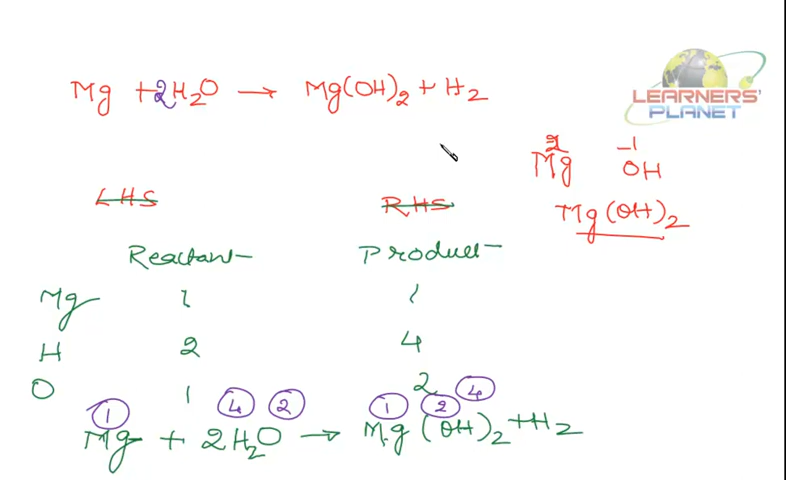 Mg + 2H₂O → Mg(OH)₂ + H₂
LEARNERS'
PLANET
2 -1
Mg OH
Mg(OH)₂
LHS RHS
Reactant Product
Mg 1 1
H 2 4
O 1 2
1 4 2 1 2 4
Mg + 2H₂O → Mg(OH)₂ + H₂